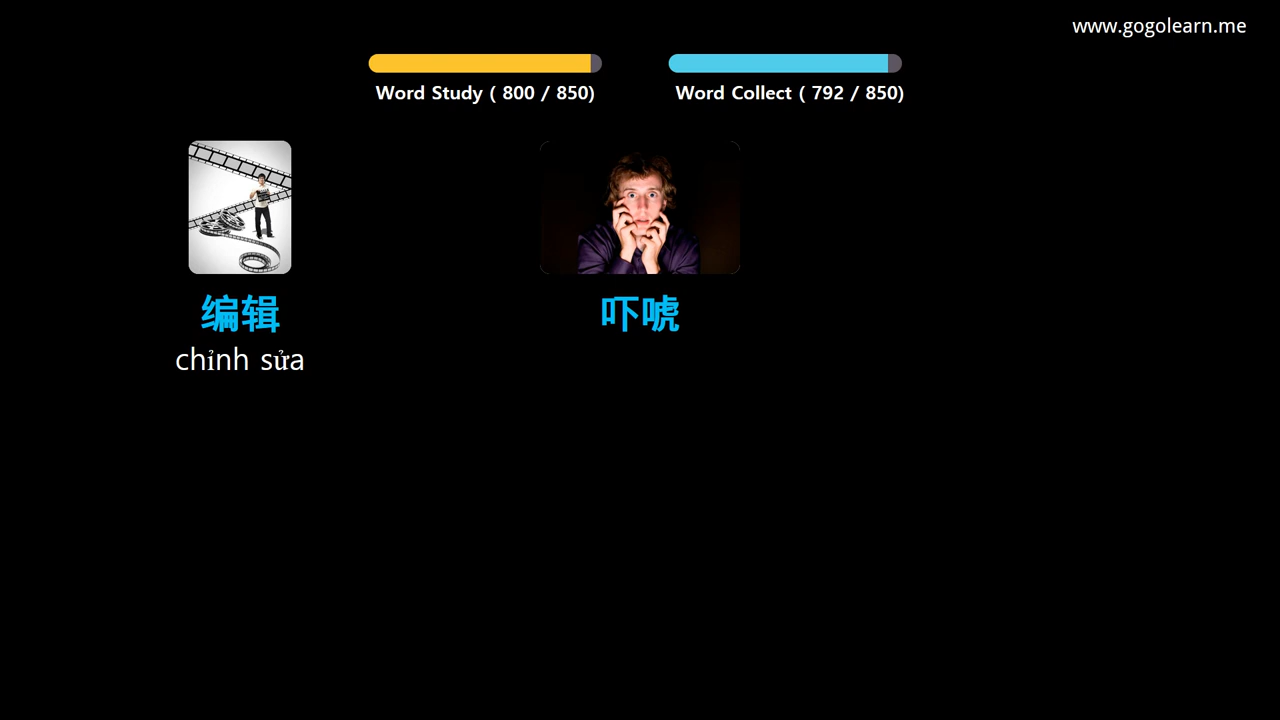 www.gogolearn.me
Word Study ( 800 / 850)
Word Collect ( 792 / 850)
编辑
chỉnh sửa
吓唬